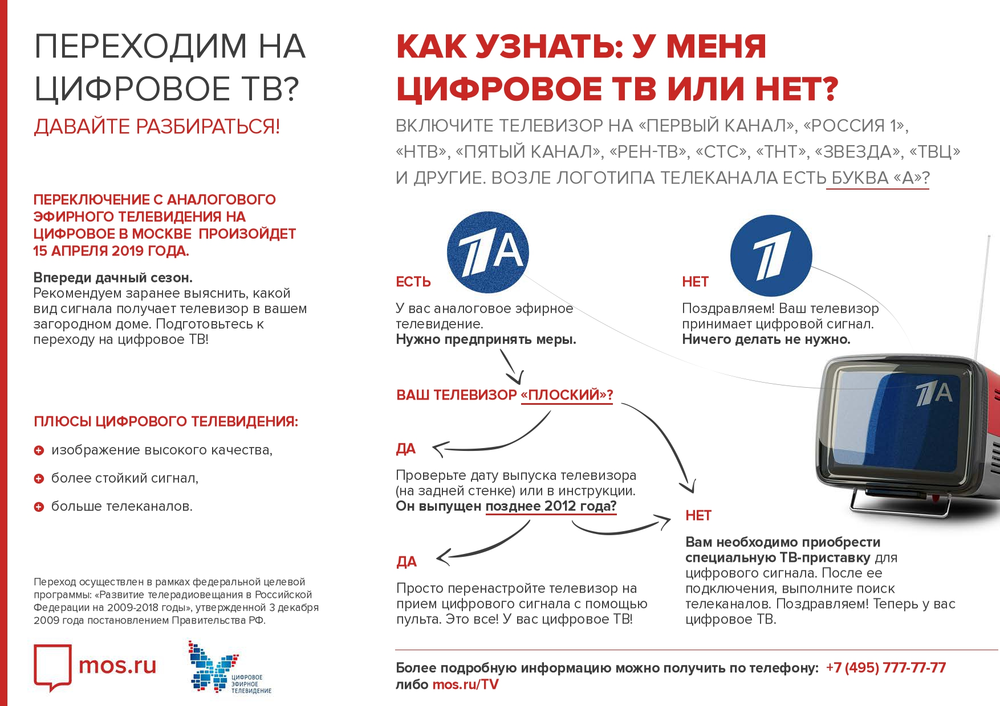 ПЕРЕХОДИМ НА
ЦИФРОВОЕ ТВ?
ДАВАЙТЕ РАЗБИРАТЬСЯ!
ПЕРЕКЛЮЧЕНИЕ С АНАЛОГОВОГО
ЭФИРНОГО ТЕЛЕВИДЕНИЯ НА
ЦИФРОВОЕ В МОСКВЕ ПРОИЗОЙДЕТ
15 АПРЕЛЯ 2019 ГОДА.
Впереди дачный сезон.
Рекомендуем заранее выяснить, какой
вид сигнала получает телевизор в вашем
загородном доме. Подготовьтесь к
переходу на цифровое ТВ!
ПЛЮСЫ ЦИФРОВОГО ТЕЛЕВИДЕНИЯ:
изображение высокого качества,
более стойкий сигнал,
больше телеканалов.
Переход осуществлен в рамках федеральной целевой
программы: «Развитие телерадиовещания в Российской
Федерации на 2009-2018 годы», утвержденной 3 декабря
2009 года постановлением Правительства РФ.
mos.ru
ЦИФРОВОЕ
ЭФИРНОЕ
ТЕЛЕВИДЕНИЕ
КАК УЗНАТЬ: У МЕНЯ
ЦИФРОВОЕ ТВ ИЛИ НЕТ?
ВКЛЮЧИТЕ ТЕЛЕВИЗОР НА «ПЕРВЫЙ КАНАЛ», «РОССИЯ 1»,
«НТВ», «ПЯТЫЙ КАНАЛ», «РЕН-ТВ», «СТС», «ТНТ», «ЗВЕЗДА», «ТВЦ»
И ДРУГИЕ. ВОЗЛЕ ЛОГОТИПА ТЕЛЕКАНАЛА ЕСТЬ БУКВА «А»?
1А
ЕСТЬ
У вас аналоговое эфирное
телевидение.
Нужно предпринять меры.
1
НЕТ
Поздравляем! Ваш телевизор
принимает цифровой сигнал.
Ничего делать не нужно.
1А
ВАШ ТЕЛЕВИЗОР «ПЛОСКИЙ»?
ДА
Проверьте дату выпуска телевизора
(на задней стенке) или в инструкции.
Он выпущен позднее 2012 года?
ДА
Просто перенастройте телевизор на
прием цифрового сигнала с помощью
пульта. Это все! У вас цифровое ТВ!
НЕТ
Вам необходимо приобрести
специальную ТВ-приставку для
цифрового сигнала. После ее
подключения, выполните поиск
телеканалов. Поздравляем! Теперь у вас
цифровое ТВ.
Более подробную информацию можно получить по телефону: +7 (495) 777-77-77
либо mos.ru/TV